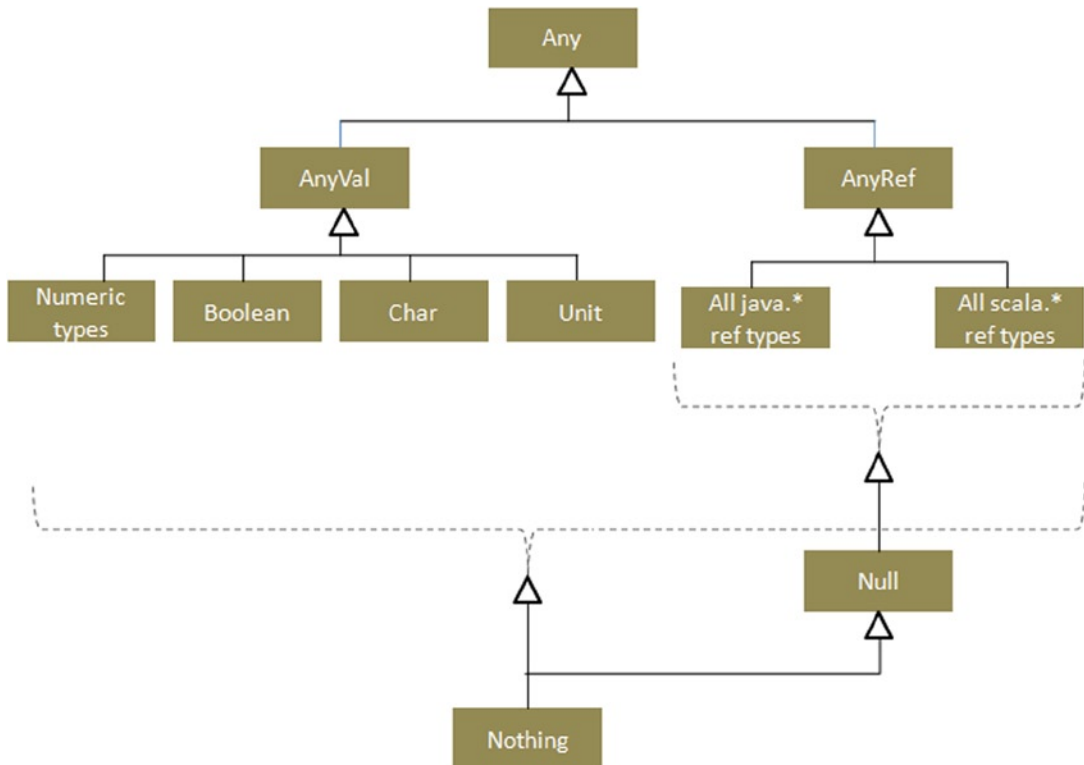 Any
AnyVal
AnyRef
Numeric
types
Boolean
Char
Unit
All java.*
ref types
All scala.*
ref types
Null
Nothing